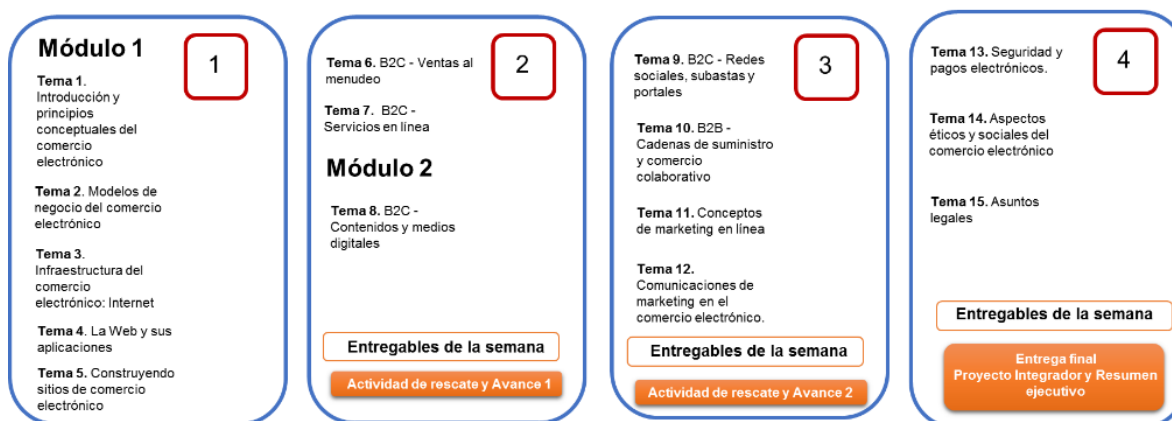 Módulo 1
1
Tema 1.
Introducción y
principios
conceptuales del
comercio
electrónico
Tema 2. Modelos de
negocio del comercio
electrónico
Tema 3.
Infraestructura del
comercio
electrónico: Internet
Tema 4. La Web y sus
aplicaciones
Tema 5. Construyendo
sitios de comercio
electrónico
2
Tema 6. B2C - Ventas al
menudeo
Tema 7. B2C -
Servicios en línea
Módulo 2
Tema 8. B2C -
Contenidos y medios
digitales
Entregables de la semana
Actividad de rescate y Avance 1
3
Tema 9. B2C - Redes
sociales, subastas y
portales
Tema 10. B2B -
Cadenas de suministro
y comercio
colaborativo
Tema 11. Conceptos
de marketing en línea
Tema 12.
Comunicaciones de
marketing en el
comercio electrónico.
Entregables de la semana
Actividad de rescate y Avance 2
4
Tema 13. Seguridad y
pagos electrónicos.
Tema 14. Aspectos
éticos y sociales del
comercio electrónico
Tema 15. Asuntos
legales
Entregables de la semana
Entrega final
Proyecto Integrador y Resumen
ejecutivo